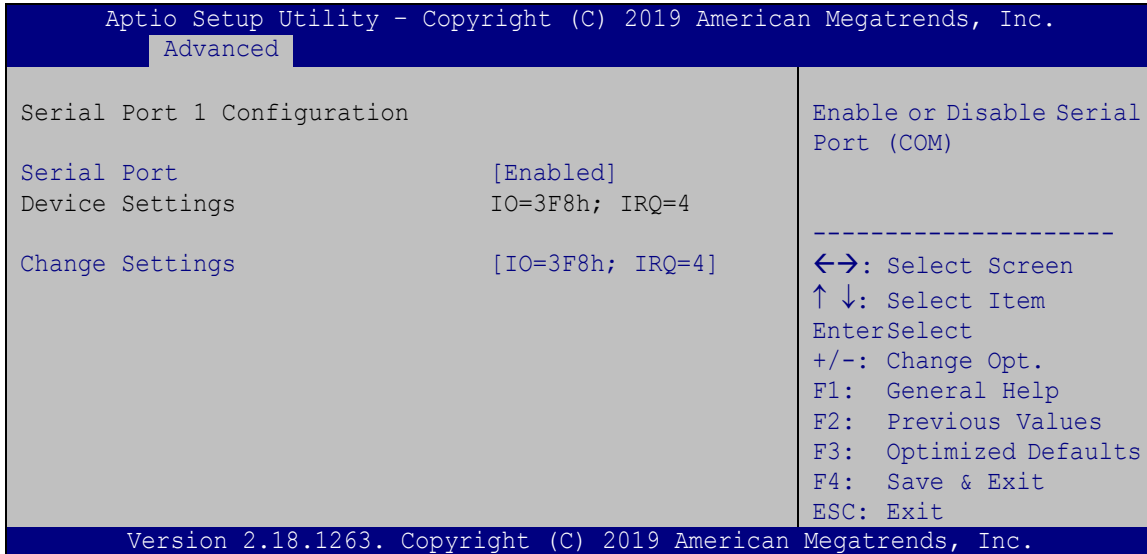 Aptio Setup Utility – Copyright (C) 2019 American Megatrends, Inc.
Advanced
Serial Port 1 Configuration
Serial Port [Enabled]
Device Settings IO=3F8h; IRQ=4
Change Settings [IO=3F8h; IRQ=4]
Enable or Disable Serial
Port (COM)
---------------------
←→: Select Screen
↑ ↓: Select Item
EnterSelect
+/-: Change Opt.
F1: General Help
F2: Previous Values
F3: Optimized Defaults
F4: Save & Exit
ESC: Exit
Version 2.18.1263. Copyright (C) 2019 American Megatrends, Inc.